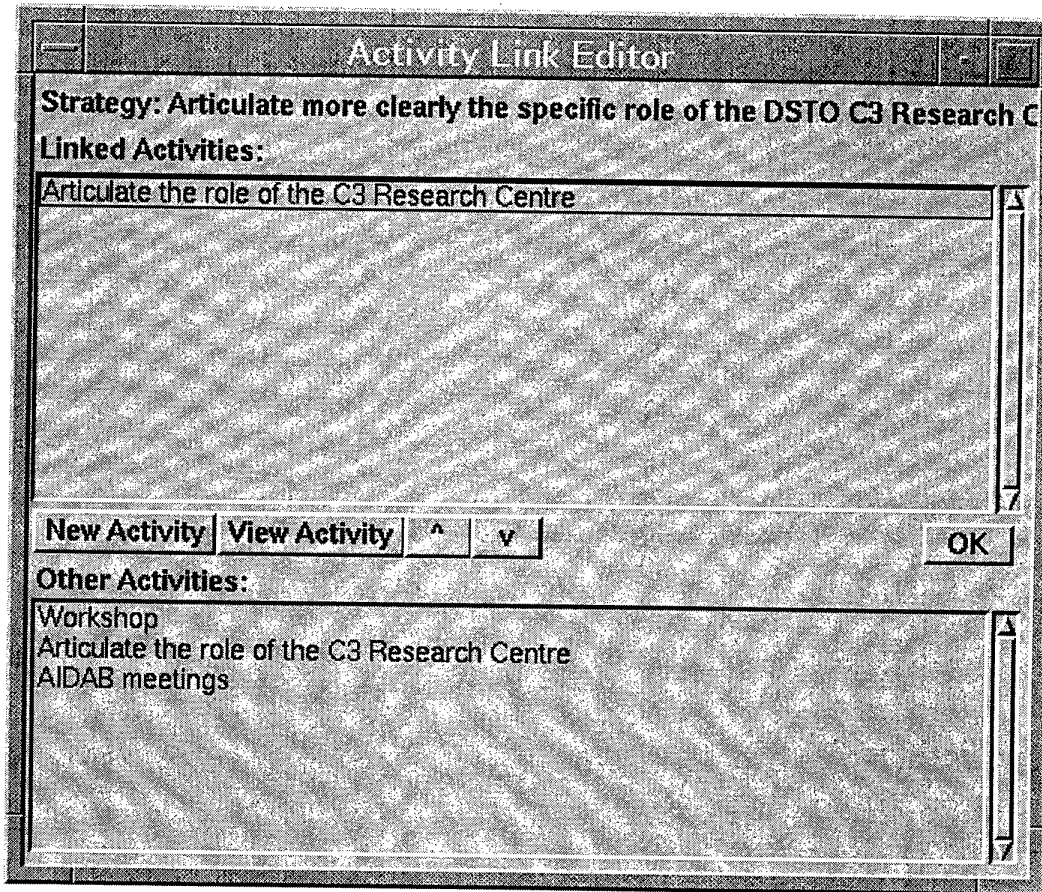 Activity Link Editor
Strategy: Articulate more clearly the specific role of the DSTO C3 Research C
Linked Activities:
Articulate the role of the C3 Research Centre
New Activity View Activity ^ v OK
Other Activities:
Workshop
Articulate the role of the C3 Research Centre
AIDAB meetings